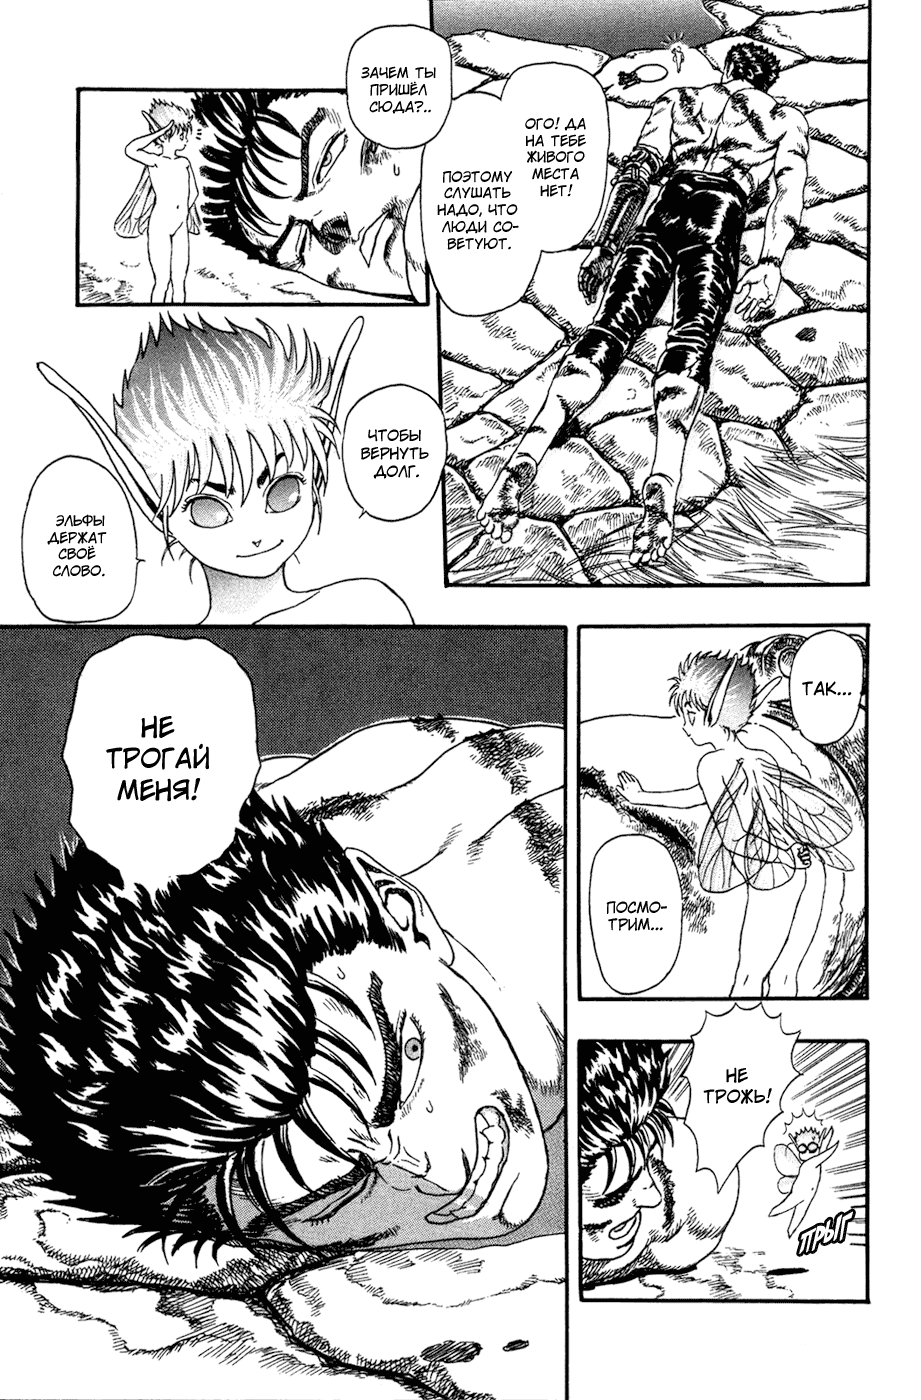 ОГО! ДА
НА ТЕБЕ
ЖИВОГО
МЕСТА
НЕТ!
ПОЭТОМУ
СЛУШАТЬ
НАДО, ЧТО
ЛЮДИ СО-
ВЕТУЮТ.
ЗАЧЕМ ТЫ
ПРИШЁЛ
СЮДА?..
ЧТОБЫ
ВЕРНУТЬ
ДОЛГ.
ЭЛЬФЫ
ДЕРЖАТ
СВОЁ
СЛОВО.
ТАК...
ПОСМО-
ТРИМ...
НЕ
ТРОЖЬ!
ПРЫГ
НЕ
ТРОГАЙ
МЕНЯ!